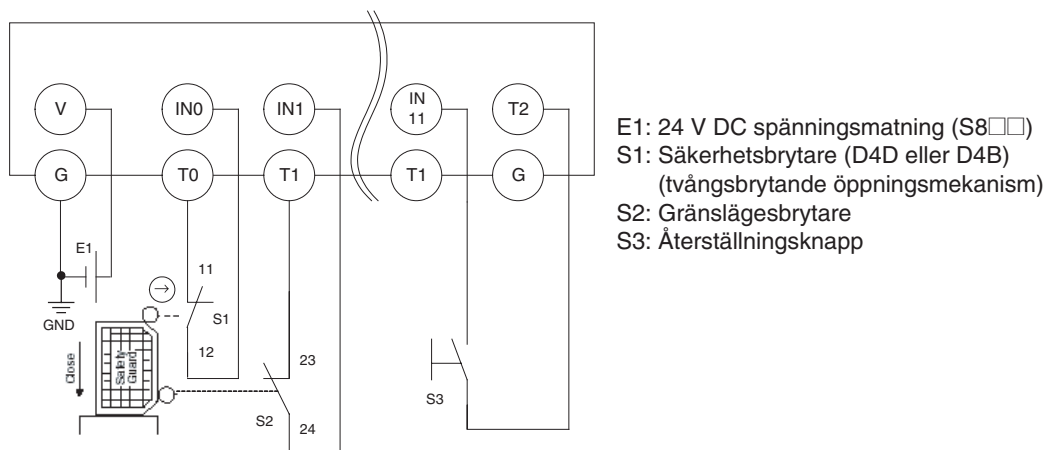 V
IN0
IN1
IN
11
T2
G
T0
T1
T1
G
E1
GND
11
S1
12
Close
Safety
Guard
23
S2
24
S3
E1: 24 V DC spänningsmatning (S8□□)
S1: Säkerhetsbrytare (D4D eller D4B)
(tvångsbrytande öppningsmekanism)
S2: Gränslägesbrytare
S3: Återställningsknapp